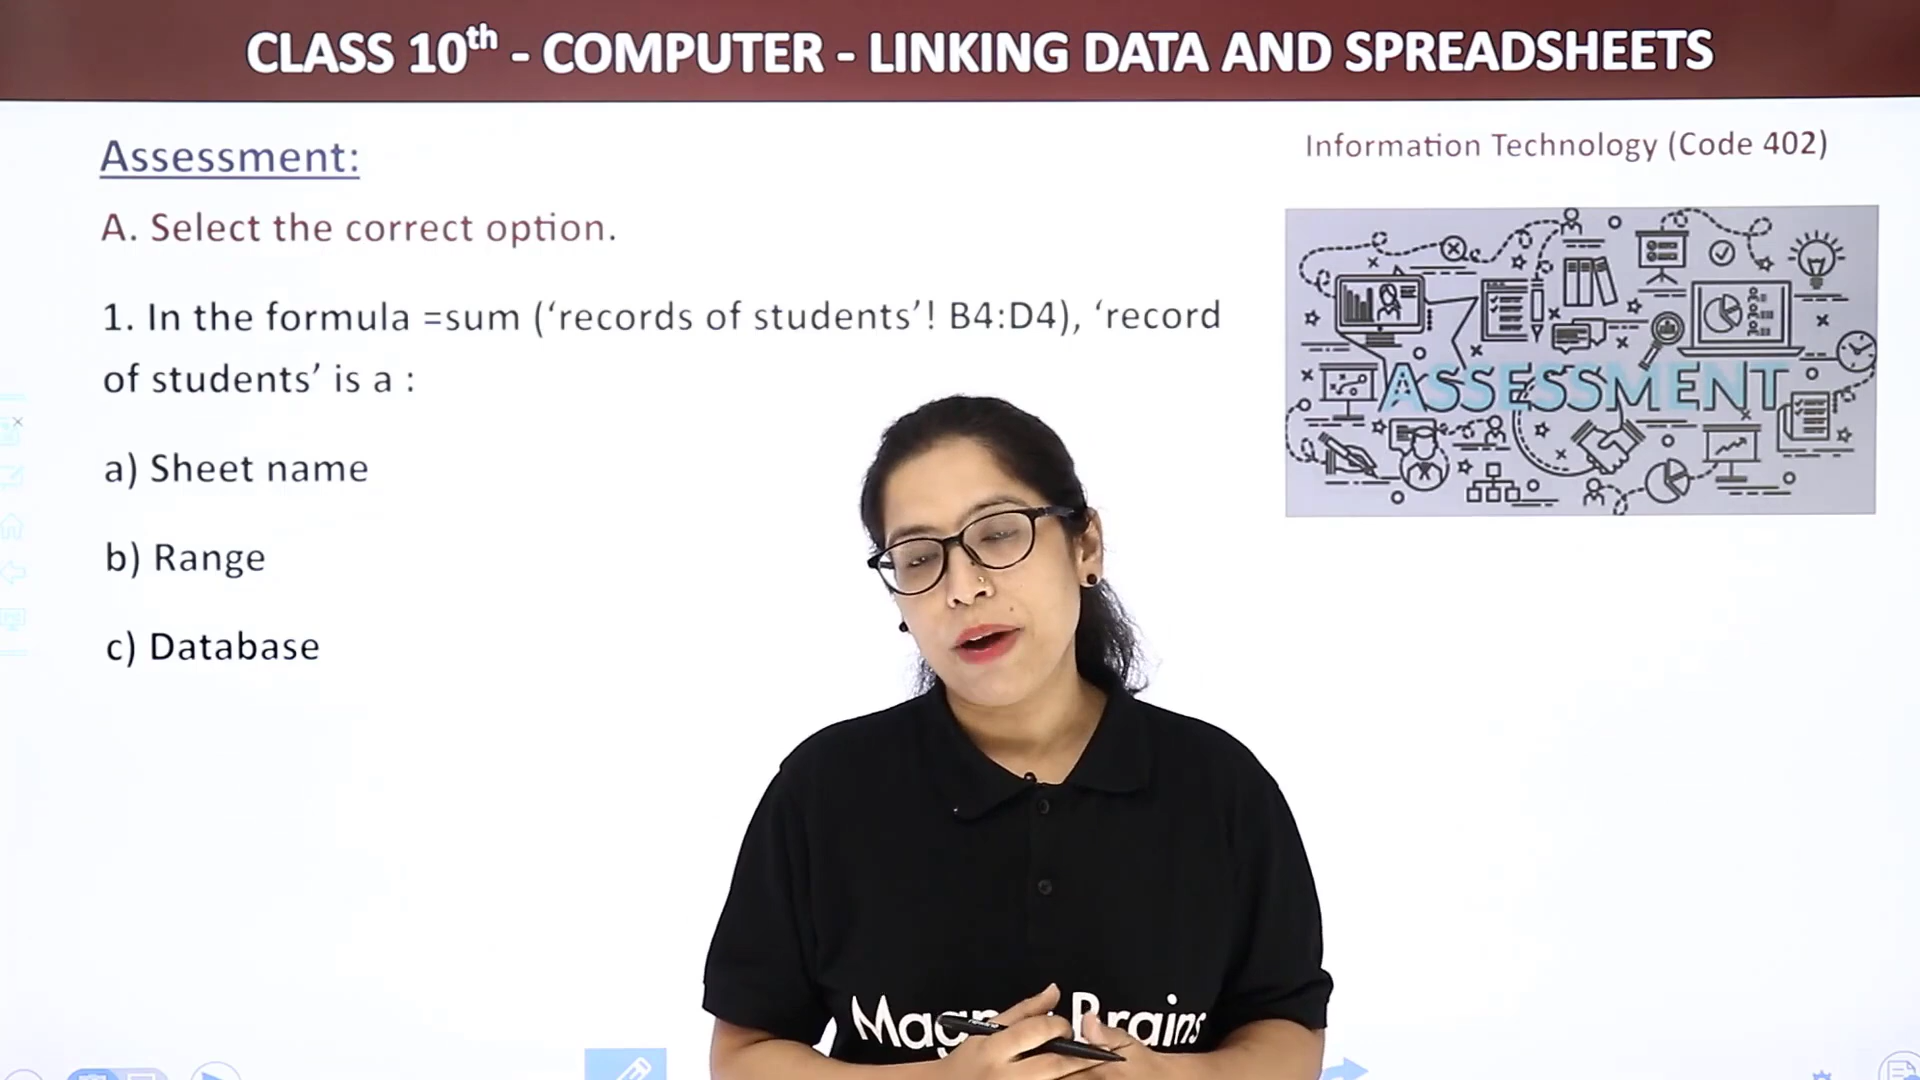 CLASS 10th - COMPUTER - LINKING DATA AND SPREADSHEETS
Information Technology (Code 402)
Assessment:
A. Select the correct option.
1. In the formula =sum (‘records of students’! B4:D4), ‘record
of students’ is a :
a) Sheet name
b) Range
c) Database
ASSESSMENT
Brains